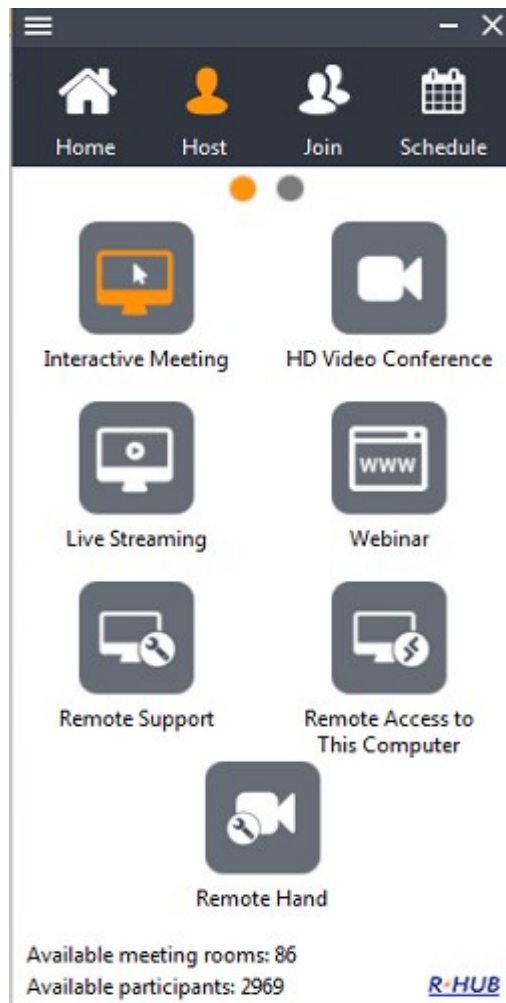 Home Host Join Schedule
Interactive Meeting HD Video Conference
www
Live Streaming Webinar
Remote Support Remote Access to
This Computer
Remote Hand
Available meeting rooms: 86
Available participants: 2969 R·HUB